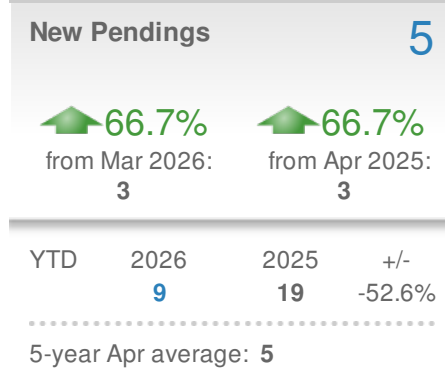 New Pendings 5
66.7% 66.7%
from Mar 2026: from Apr 2025:
3 3
YTD 2026 2025 +/-
9 19 -52.6%
5-year Apr average: 5